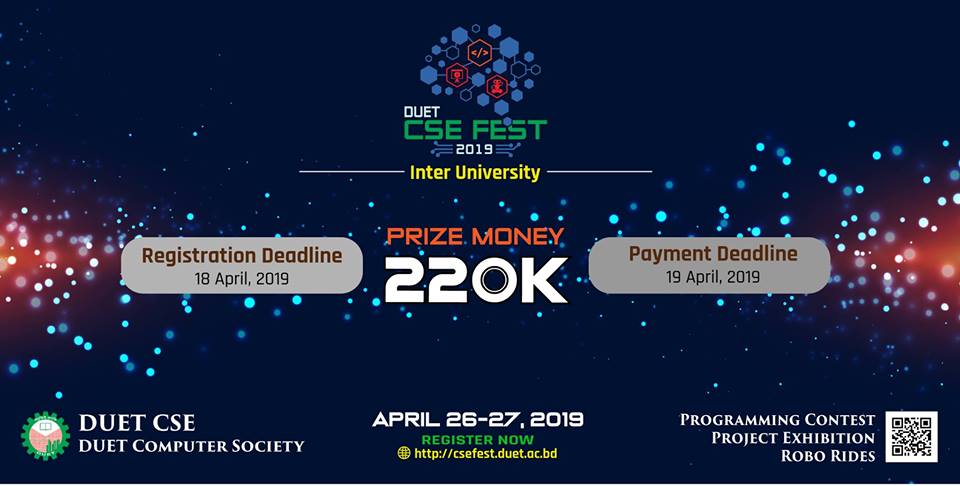 </>
DUET
CSE FEST
2019
Inter University
Registration Deadline
18 April, 2019
PRIZE MONEY
220K
Payment Deadline
19 April, 2019
DUET CSE
DUET COMPUTER SOCIETY
APRIL 26-27, 2019
REGISTER NOW
http://csefest.duet.ac.bd
PROGRAMMING CONTEST
PROJECT EXHIBITION
ROBO RIDES